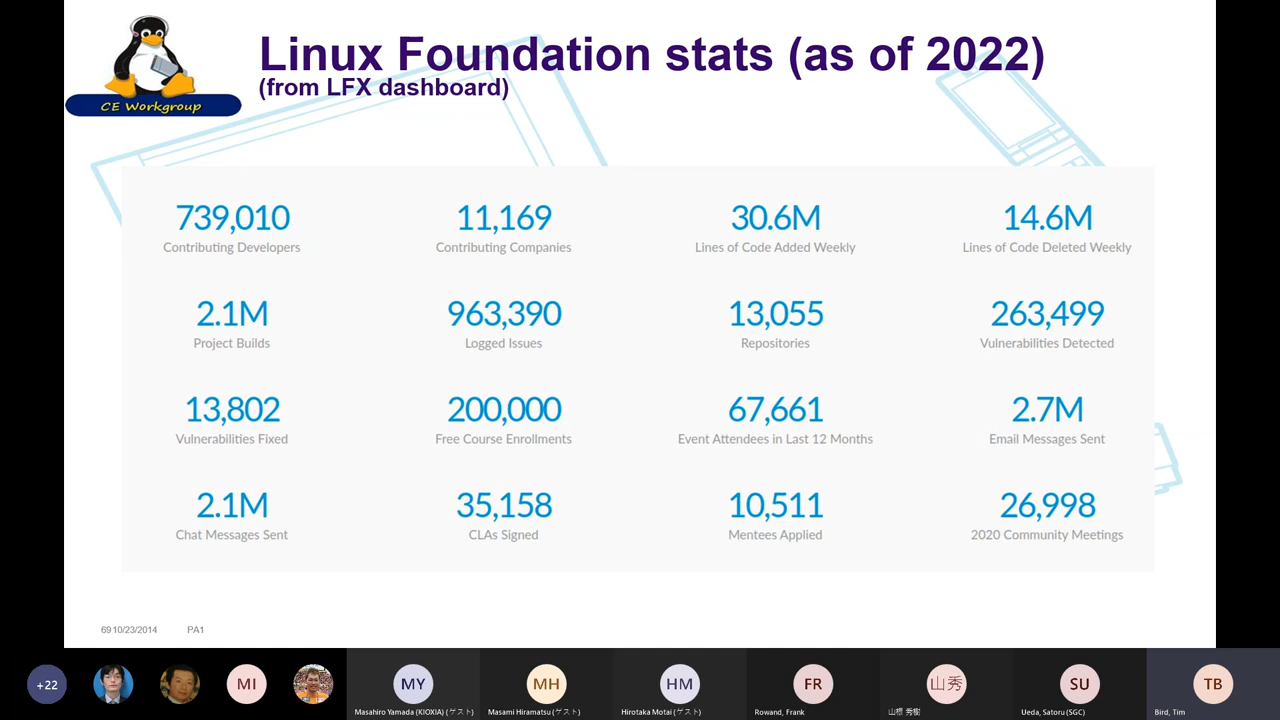 Linux Foundation stats (as of 2022)
(from LFX dashboard)
CE Workgroup
739,010
Contributing Developers
11,169
Contributing Companies
30.6M
Lines of Code Added Weekly
14.6M
Lines of Code Deleted Weekly
2.1M
Project Builds
963,390
Logged Issues
13,055
Repositories
263,499
Vulnerabilities Detected
13,802
Vulnerabilities Fixed
200,000
Free Course Enrollments
67,661
Event Attendees in Last 12 Months
2.7M
Email Messages Sent
2.1M
Chat Messages Sent
35,158
CLAs Signed
10,511
Mentees Applied
26,998
2020 Community Meetings
69 10/23/2014 PA1
+22
MI
MY
Masahiro Yamada (KIOXIA) (ゲスト)
MH
Masami Hiramatsu (ゲスト)
HM
Hirotaka Motai (ゲスト)
FR
Rowand, Frank
山秀
山根 秀樹
SU
Ueda, Satoru (SGC)
TB
Bird, Tim